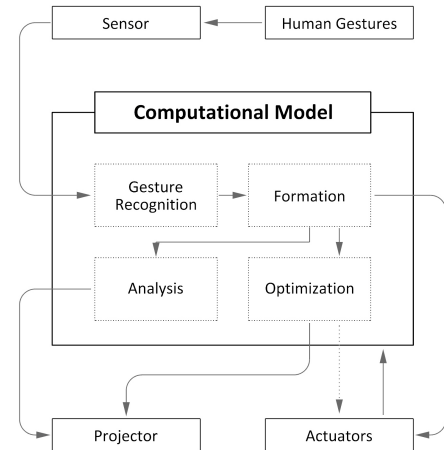 Sensor
Human Gestures
Computational Model
Gesture
Recognition
Formation
Analysis
Optimization
Projector
Actuators